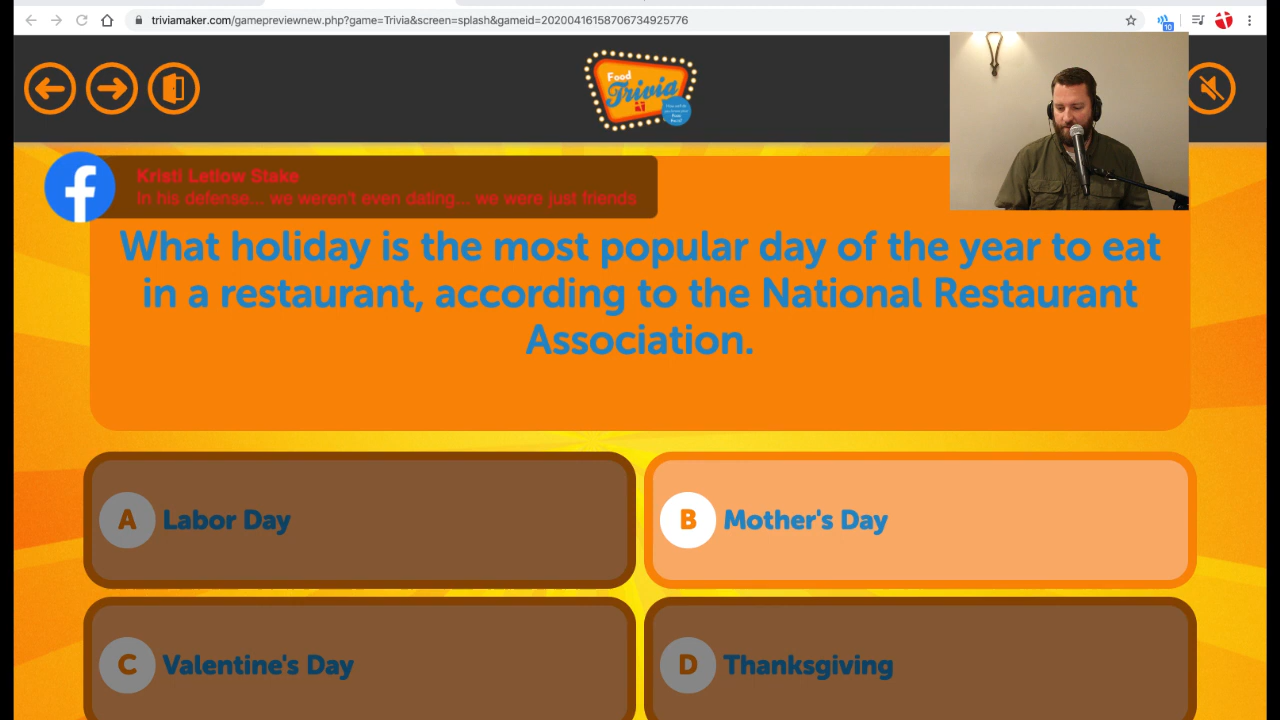 triviamaker.com/gamepreviewnew.php?game=Trivia&screen=splash&gameid=20200416158706734925776
10
Food
Trivia
Kristi Letlow Stake
In his defense... we weren't even dating... we were just friends
What holiday is the most popular day of the year to eat
in a restaurant, according to the National Restaurant
Association.
A Labor Day
B Mother's Day
C Valentine's Day
D Thanksgiving